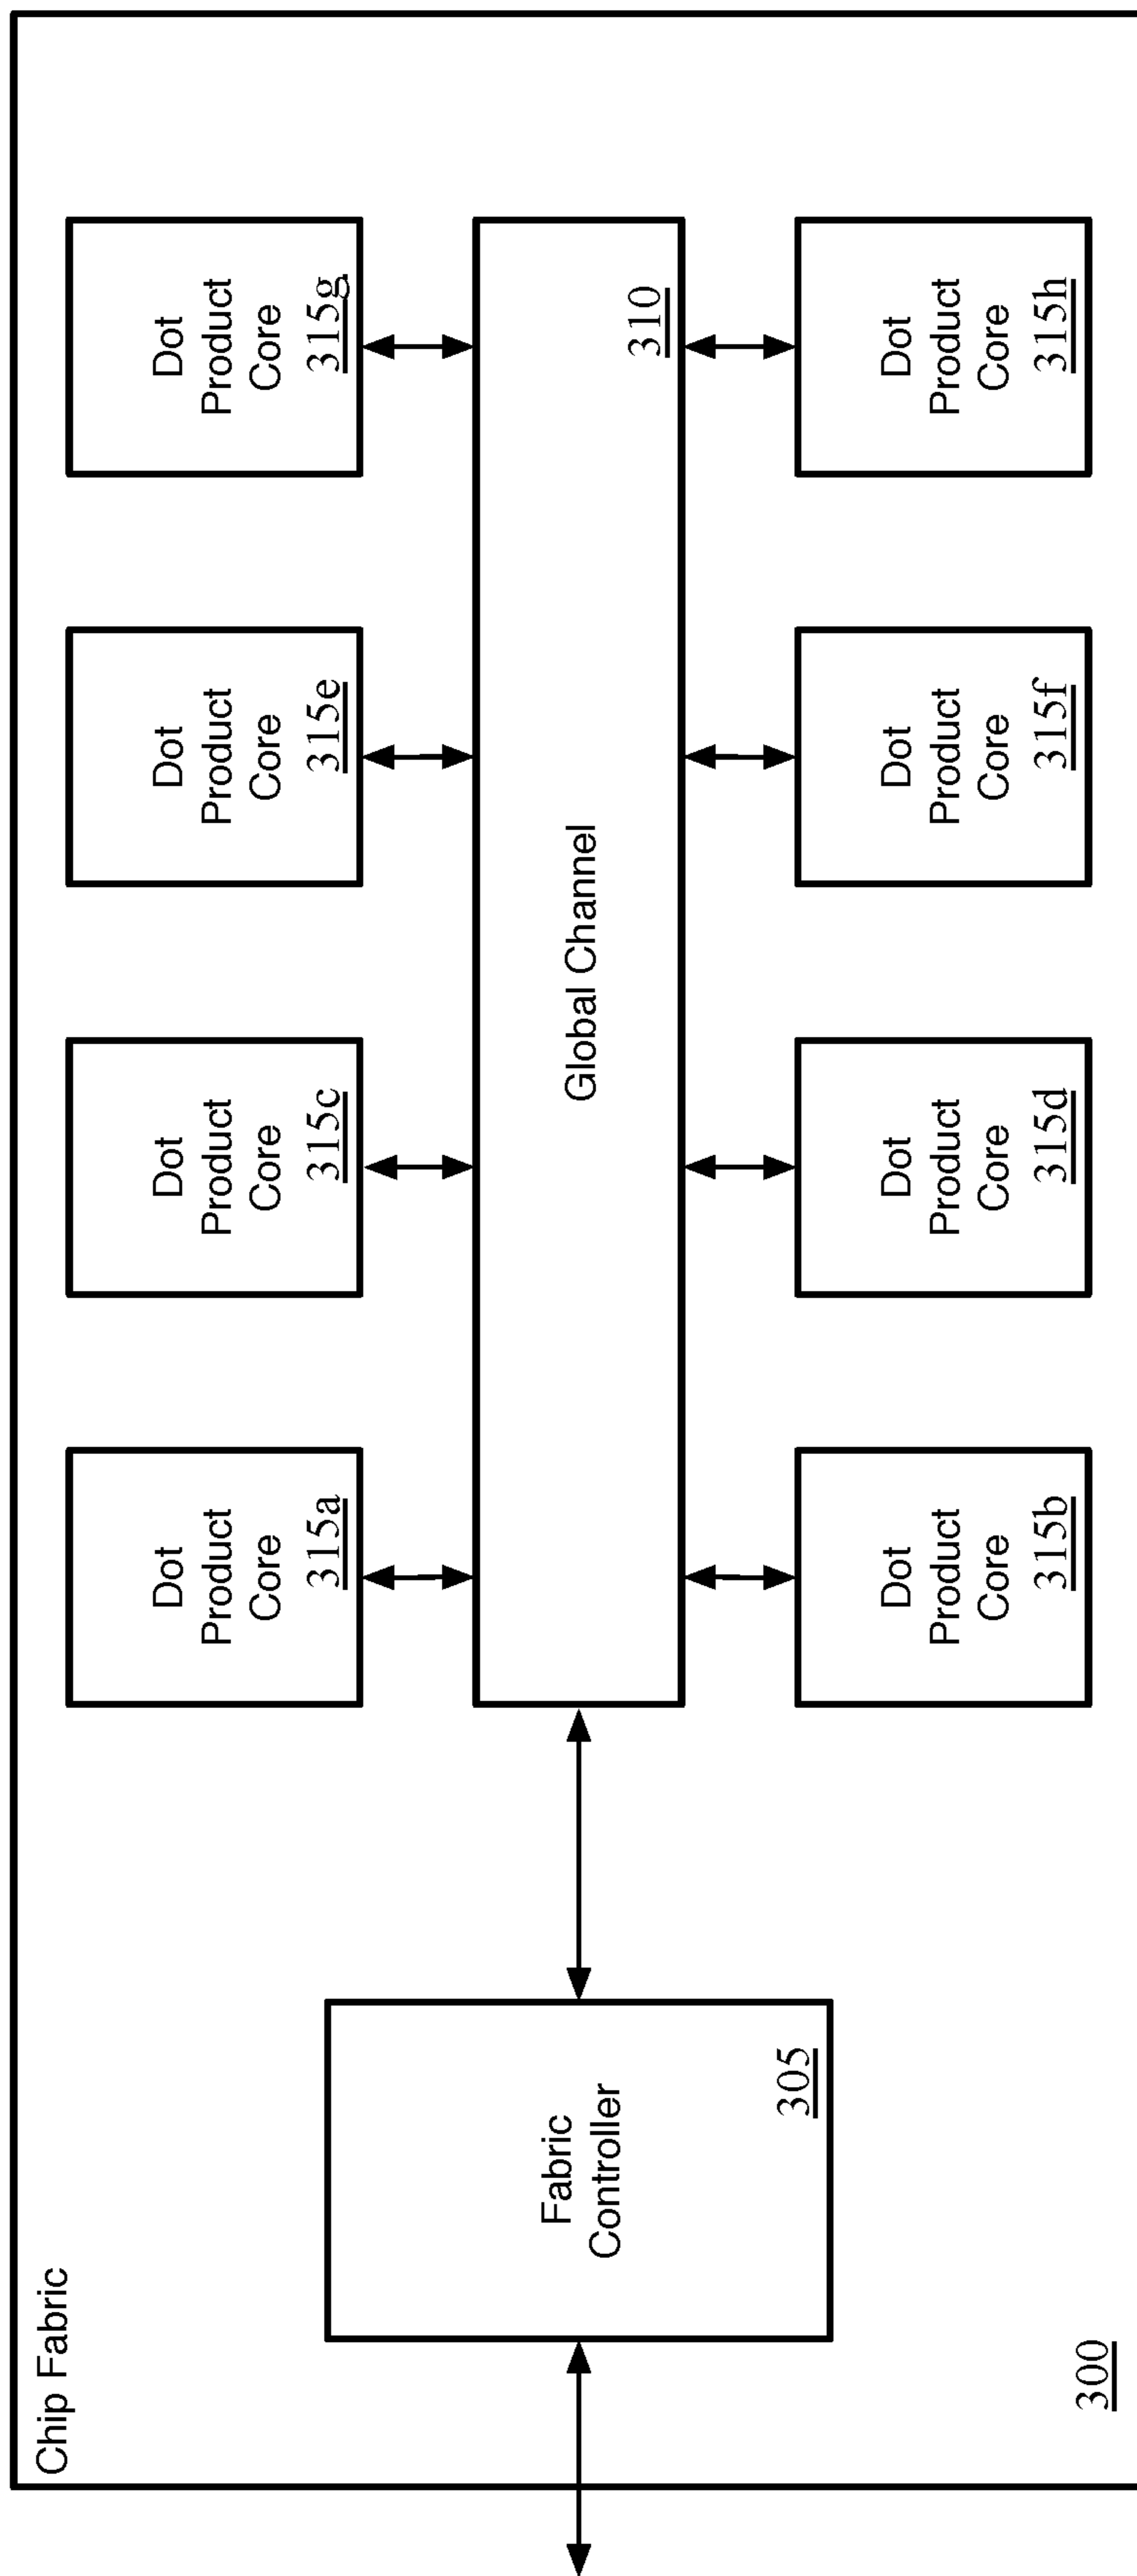 Chip Fabric
Dot
Product
Core
315a
Dot
Product
Core
315c
Dot
Product
Core
315e
Dot
Product
Core
315g
Fabric
Controller
305
Global Channel
310
Dot
Product
Core
315b
Dot
Product
Core
315d
Dot
Product
Core
315f
Dot
Product
Core
315h
300